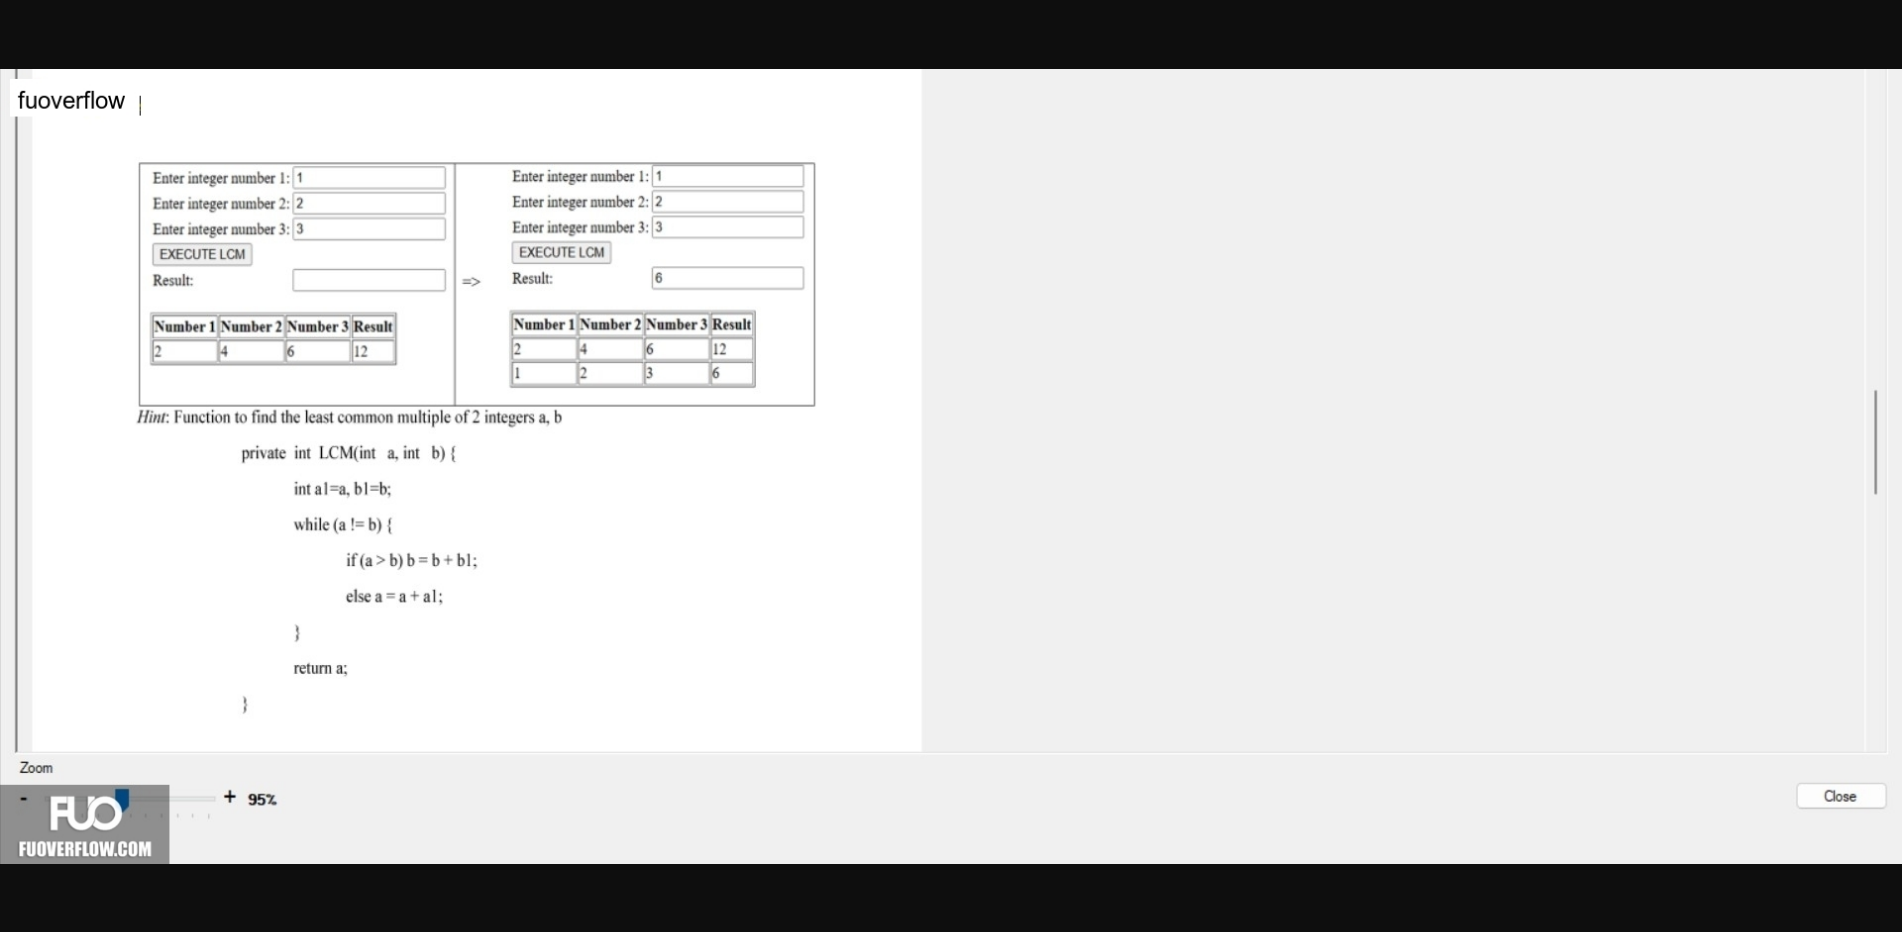 fuoverflow
Enter integer number 1: 1
Enter integer number 2: 2
Enter integer number 3: 3
EXECUTE LCM
Result:
Number 1 Number 2 Number 3 Result
2 4 6 12
=>
Enter integer number 1: 1
Enter integer number 2: 2
Enter integer number 3: 3
EXECUTE LCM
Result: 6
Number 1 Number 2 Number 3 Result
2 4 6 12
1 2 3 6
Hint: Function to find the least common multiple of 2 integers a, b
private int LCM(int a, int b) {
int a1=a, b1=b;
while (a != b) {
if (a > b) b = b + b1;
else a = a + a1;
}
return a;
}
Zoom
- + 95%
Close
FUO
FUOVERFLOW.COM